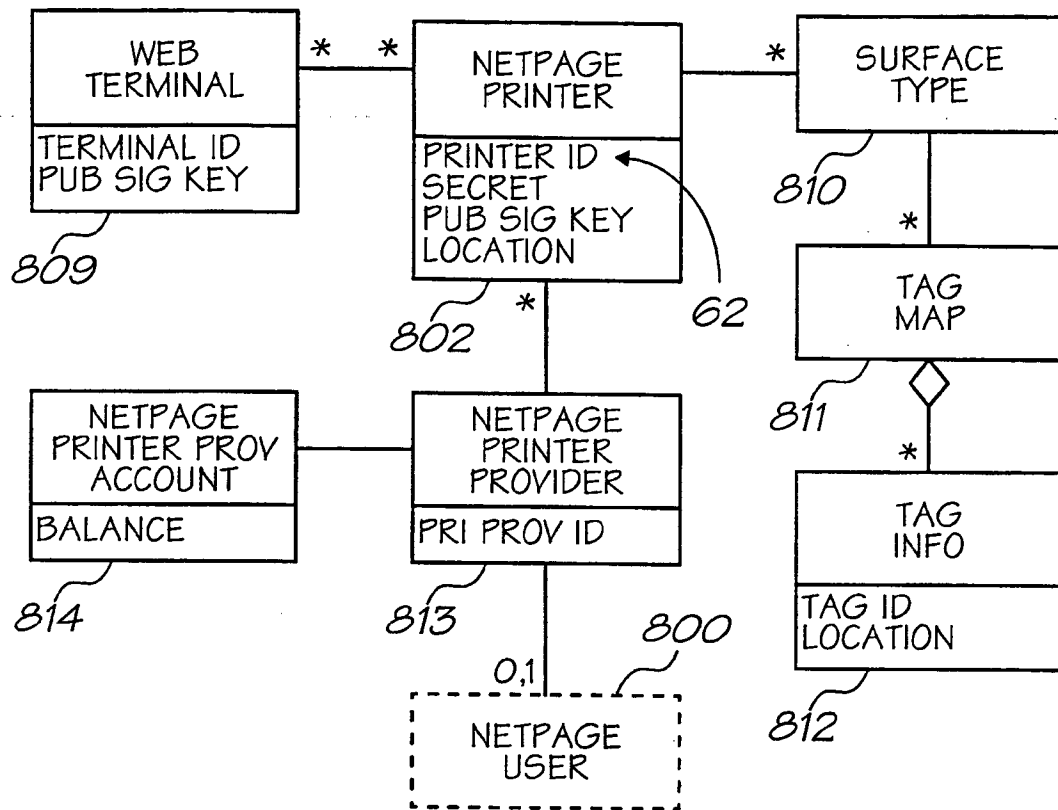 WEB
TERMINAL
TERMINAL ID
PUB SIG KEY
809
*
*
NETPAGE
PRINTER
PRINTER ID
SECRET
PUB SIG KEY
LOCATION
802
62
*
*
SURFACE
TYPE
810
*
TAG
MAP
811
*
TAG
INFO
TAG ID
LOCATION
812
NETPAGE
PRINTER PROV
ACCOUNT
BALANCE
814
NETPAGE
PRINTER
PROVIDER
PRI PROV ID
813
0,1
800
NETPAGE
USER